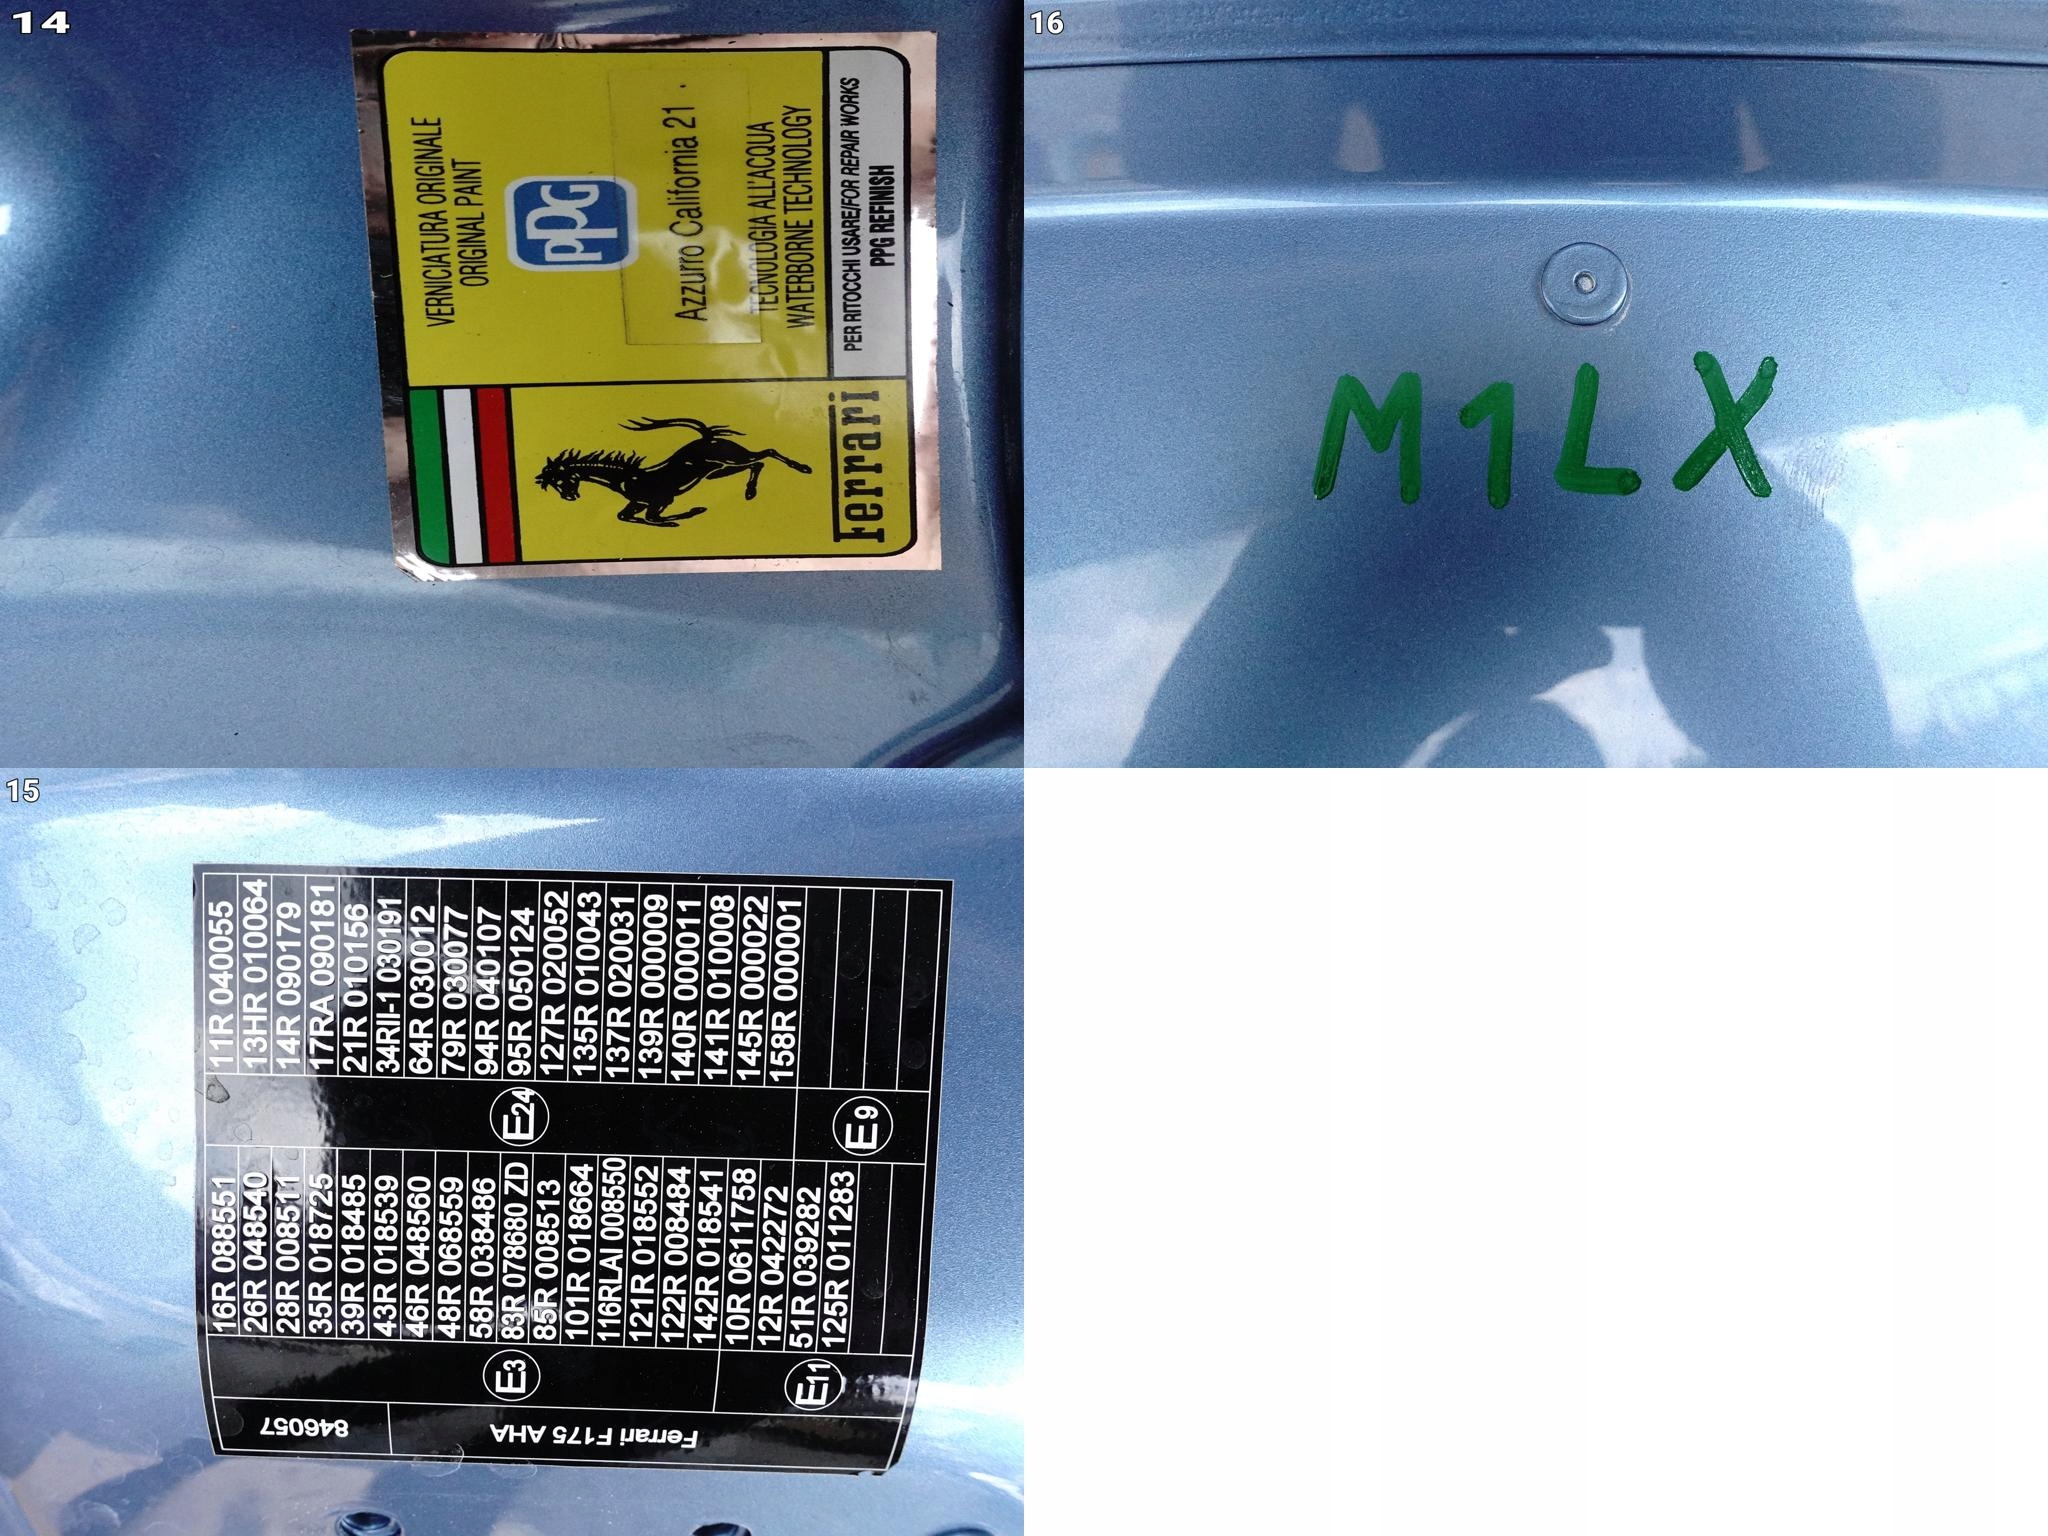 14
VERNICIATURA ORIGINALE
ORIGINAL PAINT
PPG
Azzurro California 21
TECNOLOGIA ALL'ACQUA
WATERBORNE TECHNOLOGY
PER RITOCCHI USARE/FOR REPAIR WORKS
PPG REFINISH
Ferrari
16
M1LX
15
846057
Ferrari F175 AHA
E3
16R 088551
26R 048540
28R 008511
35R 018725
39R 018485
43R 018539
46R 048560
48R 068559
58R 038486
83R 078680 ZD
85R 008513
101R 018664
116RLAI 008550
121R 018552
122R 008484
142R 018541
E11
10R 0611758
12R 042272
51R 039282
125R 011283
E24
11R 040055
13HR 010064
14R 090179
17RA 090181
21R 010156
34RII-1 030191
64R 030012
79R 030077
94R 040107
95R 050124
127R 020052
135R 010043
137R 020031
139R 000009
140R 000011
141R 010008
145R 000022
158R 000001
E9